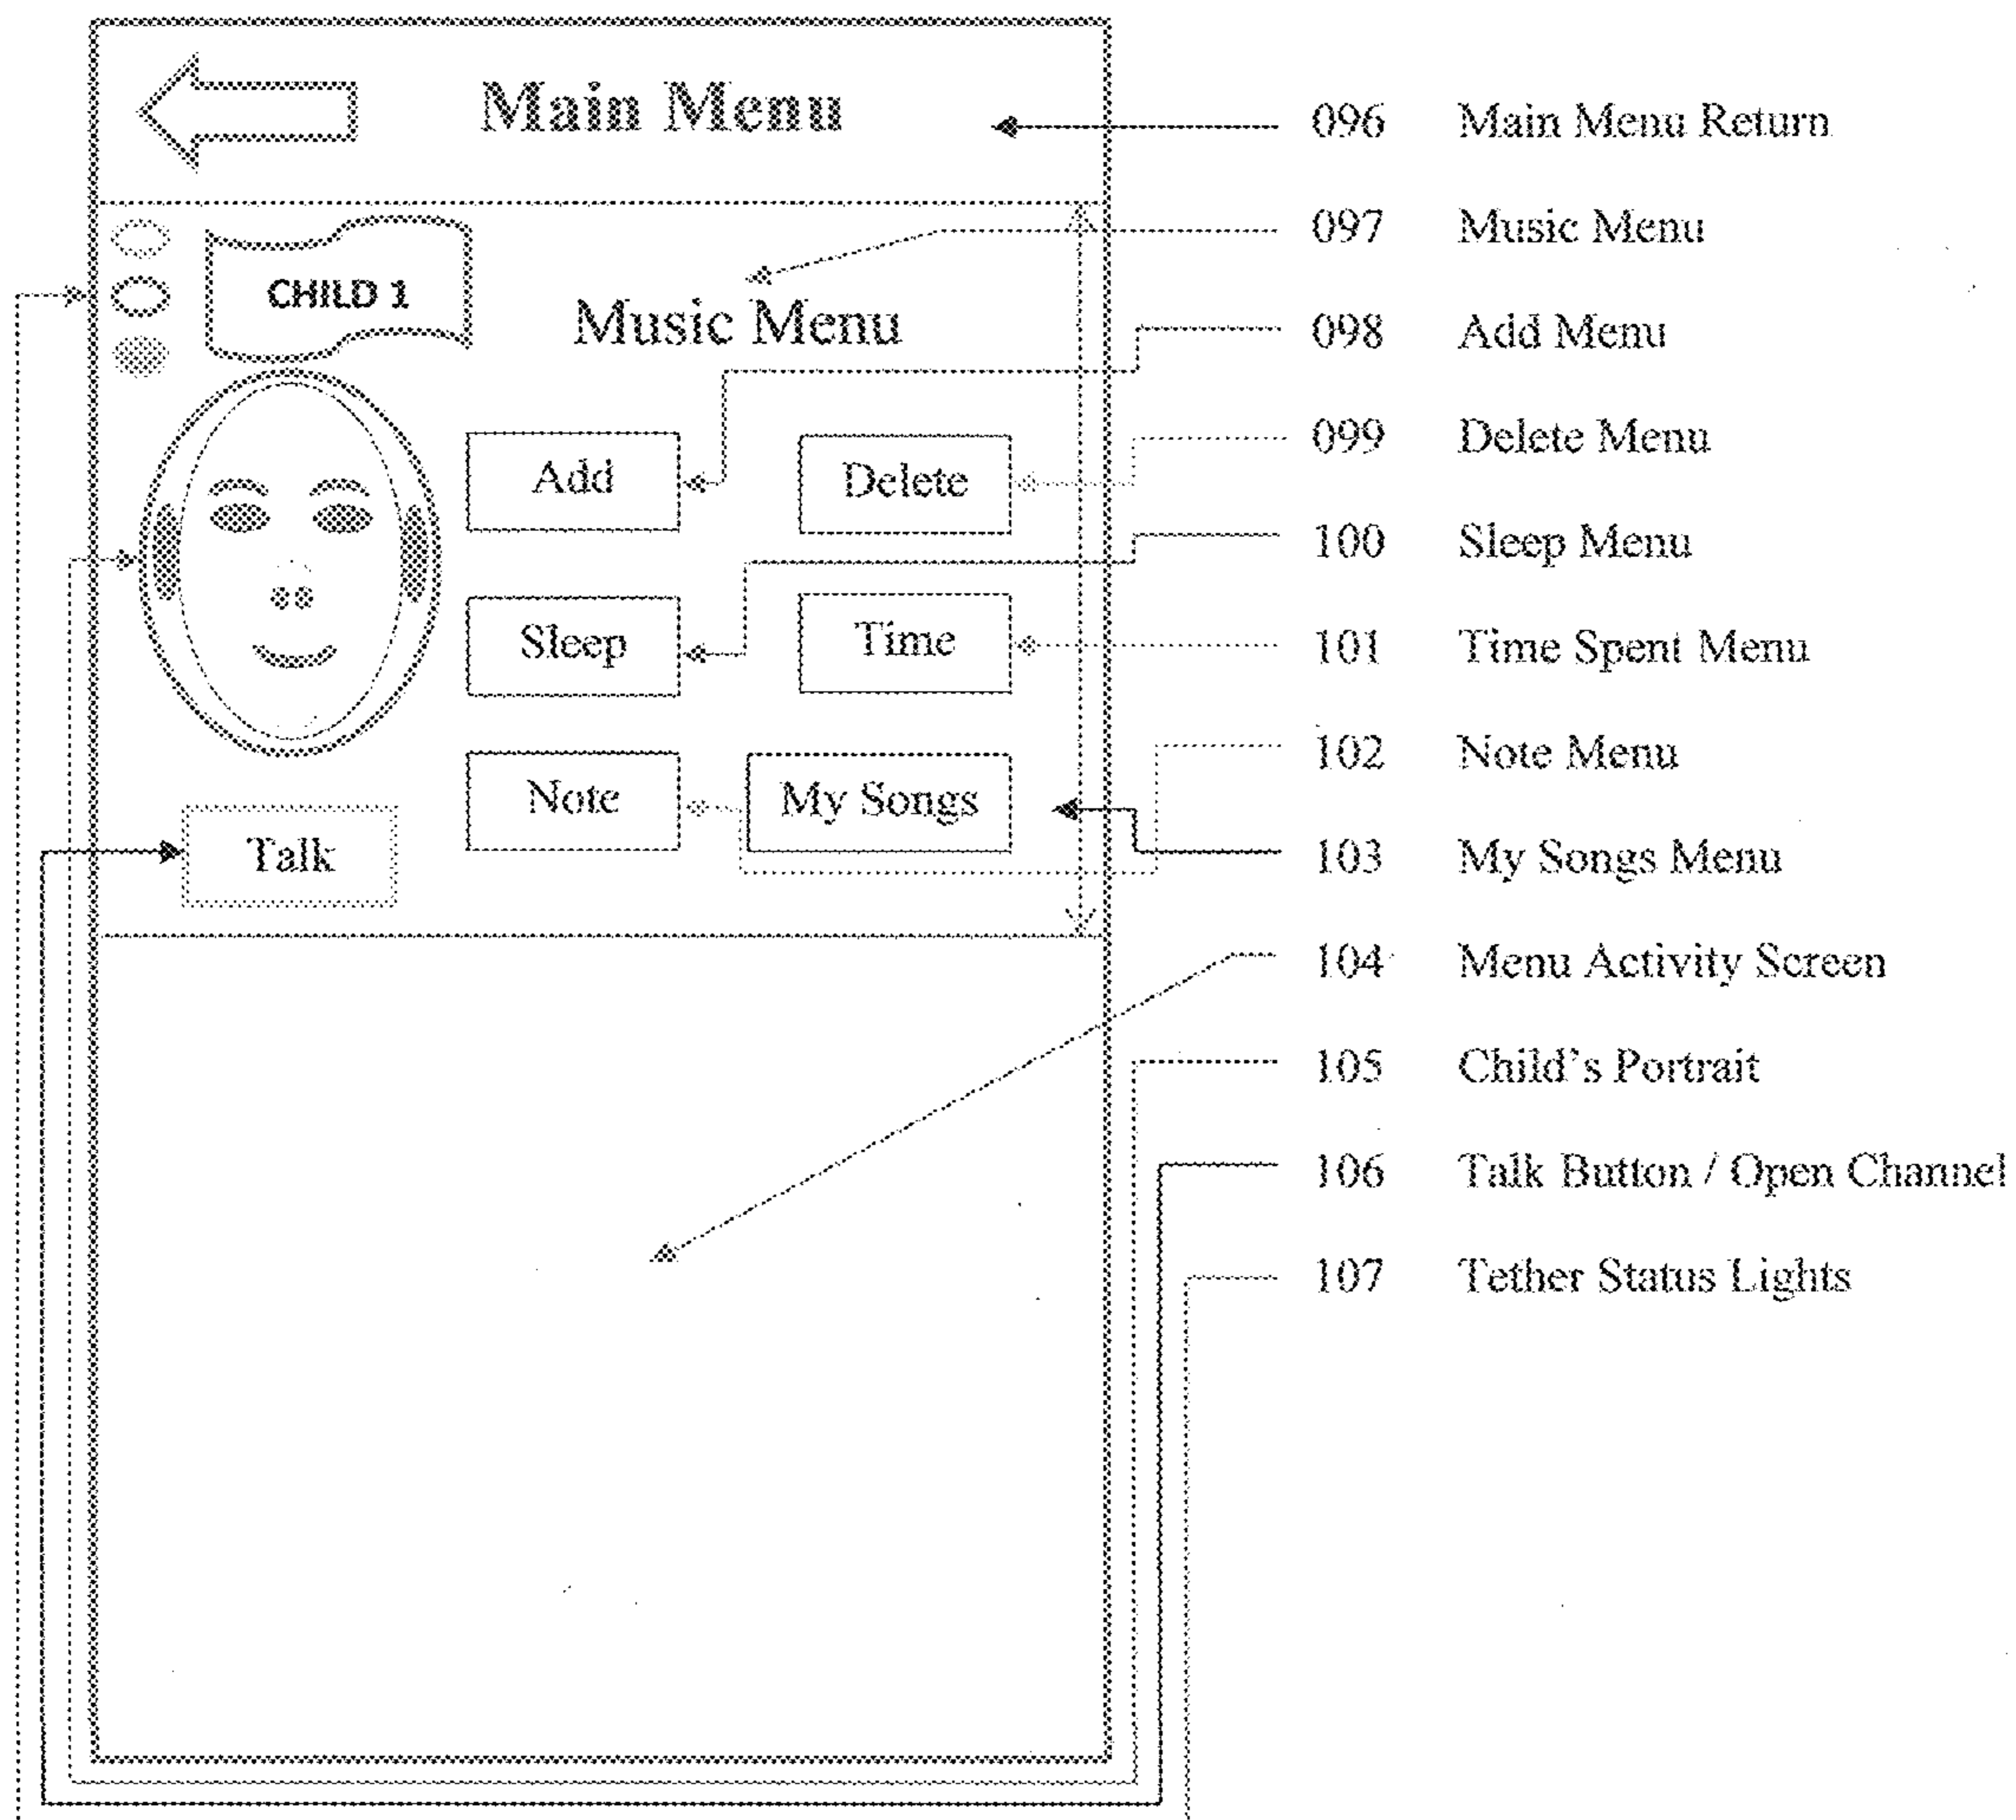 Main Menu
CHILD 1
Music Menu
Add
Delete
Sleep
Time
Note
My Songs
Talk
096 Main Menu Return
097 Music Menu
098 Add Menu
099 Delete Menu
100 Sleep Menu
101 Time Spent Menu
102 Note Menu
103 My Songs Menu
104 Menu Activity Screen
105 Child's Portrait
106 Talk Button / Open Channel
107 Tether Status Lights